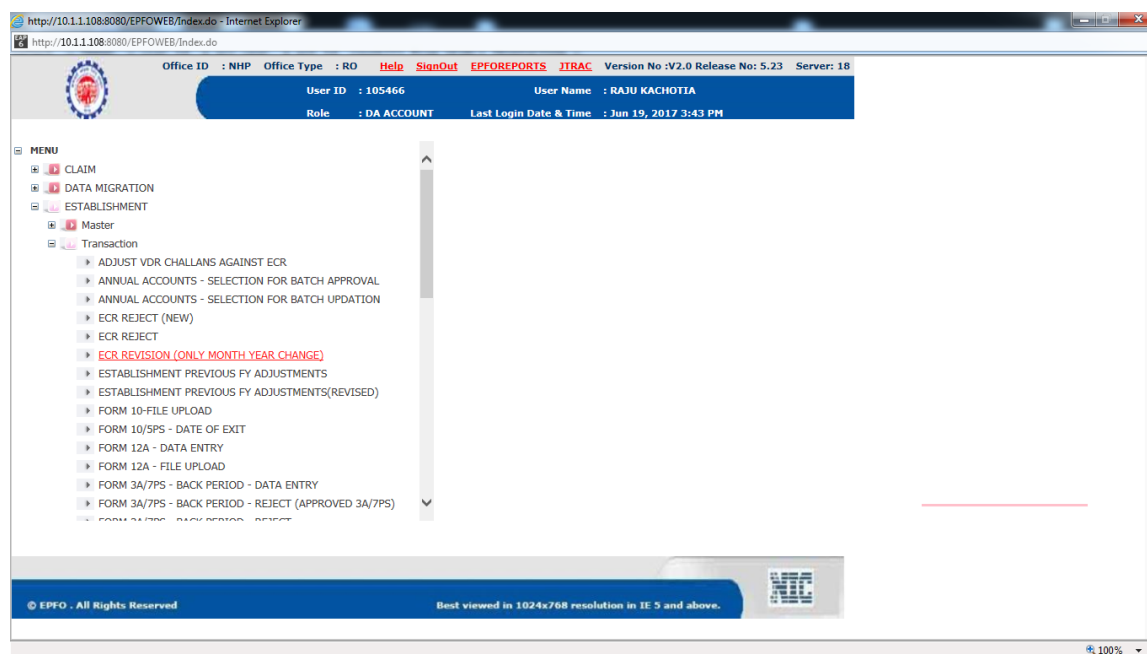 http://10.1.1.108:8080/EPFOWEB/Index.do - Internet Explorer
http://10.1.1.108:8080/EPFOWEB/Index.do
Office ID : NHP Office Type : RO Help SignOut EPFOREPORTS JTRAC Version No :V2.0 Release No: 5.23 Server: 18
User ID : 105466 User Name : RAJU KACHOTIA
Role : DA ACCOUNT Last Login Date & Time : Jun 19, 2017 3:43 PM
MENU
CLAIM
DATA MIGRATION
ESTABLISHMENT
Master
Transaction
ADJUST VDR CHALLANS AGAINST ECR
ANNUAL ACCOUNTS - SELECTION FOR BATCH APPROVAL
ANNUAL ACCOUNTS - SELECTION FOR BATCH UPDATION
ECR REJECT (NEW)
ECR REJECT
ECR REVISION (ONLY MONTH YEAR CHANGE)
ESTABLISHMENT PREVIOUS FY ADJUSTMENTS
ESTABLISHMENT PREVIOUS FY ADJUSTMENTS(REVISED)
FORM 10-FILE UPLOAD
FORM 10/5PS - DATE OF EXIT
FORM 12A - DATA ENTRY
FORM 12A - FILE UPLOAD
FORM 3A/7PS - BACK PERIOD - DATA ENTRY
FORM 3A/7PS - BACK PERIOD - REJECT (APPROVED 3A/7PS)
FORM 3A/7PS - BACK PERIOD - REJECT
NIC
© EPFO . All Rights Reserved Best viewed in 1024x768 resolution in IE 5 and above.
100%